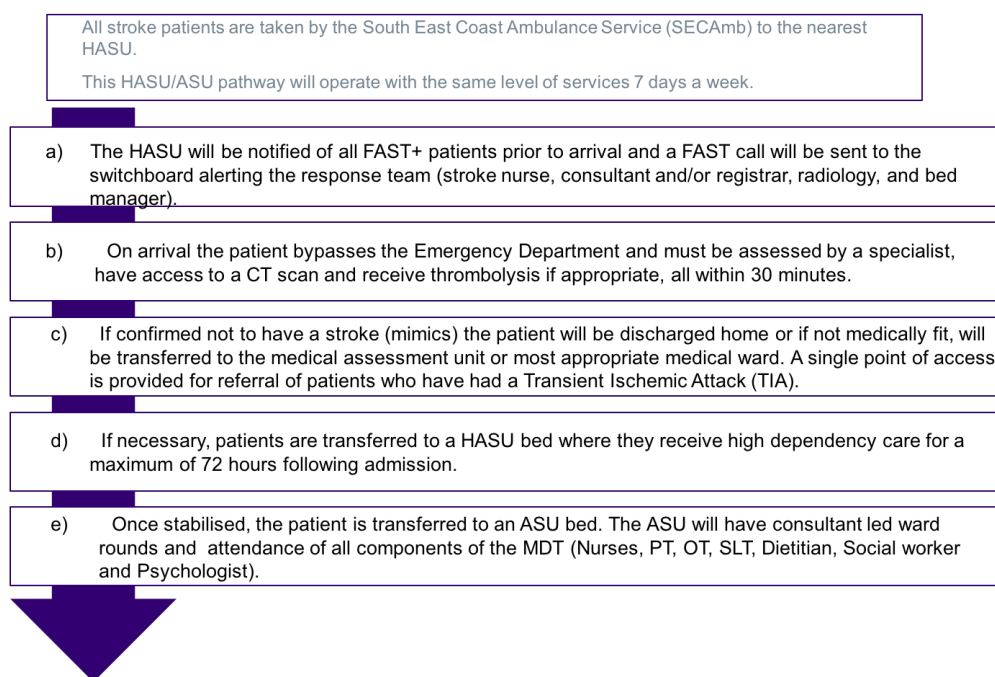 All stroke patients are taken by the South East Coast Ambulance Service (SECAmb) to the nearest
HASU.
This HASU/ASU pathway will operate with the same level of services 7 days a week.
a) The HASU will be notified of all FAST+ patients prior to arrival and a FAST call will be sent to the
switchboard alerting the response team (stroke nurse, consultant and/or registrar, radiology, and bed
manager).
b) On arrival the patient bypasses the Emergency Department and must be assessed by a specialist,
have access to a CT scan and receive thrombolysis if appropriate, all within 30 minutes.
c) If confirmed not to have a stroke (mimics) the patient will be discharged home or if not medically fit, will
be transferred to the medical assessment unit or most appropriate medical ward. A single point of access
is provided for referral of patients who have had a Transient Ischemic Attack (TIA).
d) If necessary, patients are transferred to a HASU bed where they receive high dependency care for a
maximum of 72 hours following admission.
e) Once stabilised, the patient is transferred to an ASU bed. The ASU will have consultant led ward
rounds and attendance of all components of the MDT (Nurses, PT, OT, SLT, Dietitian, Social worker
and Psychologist).